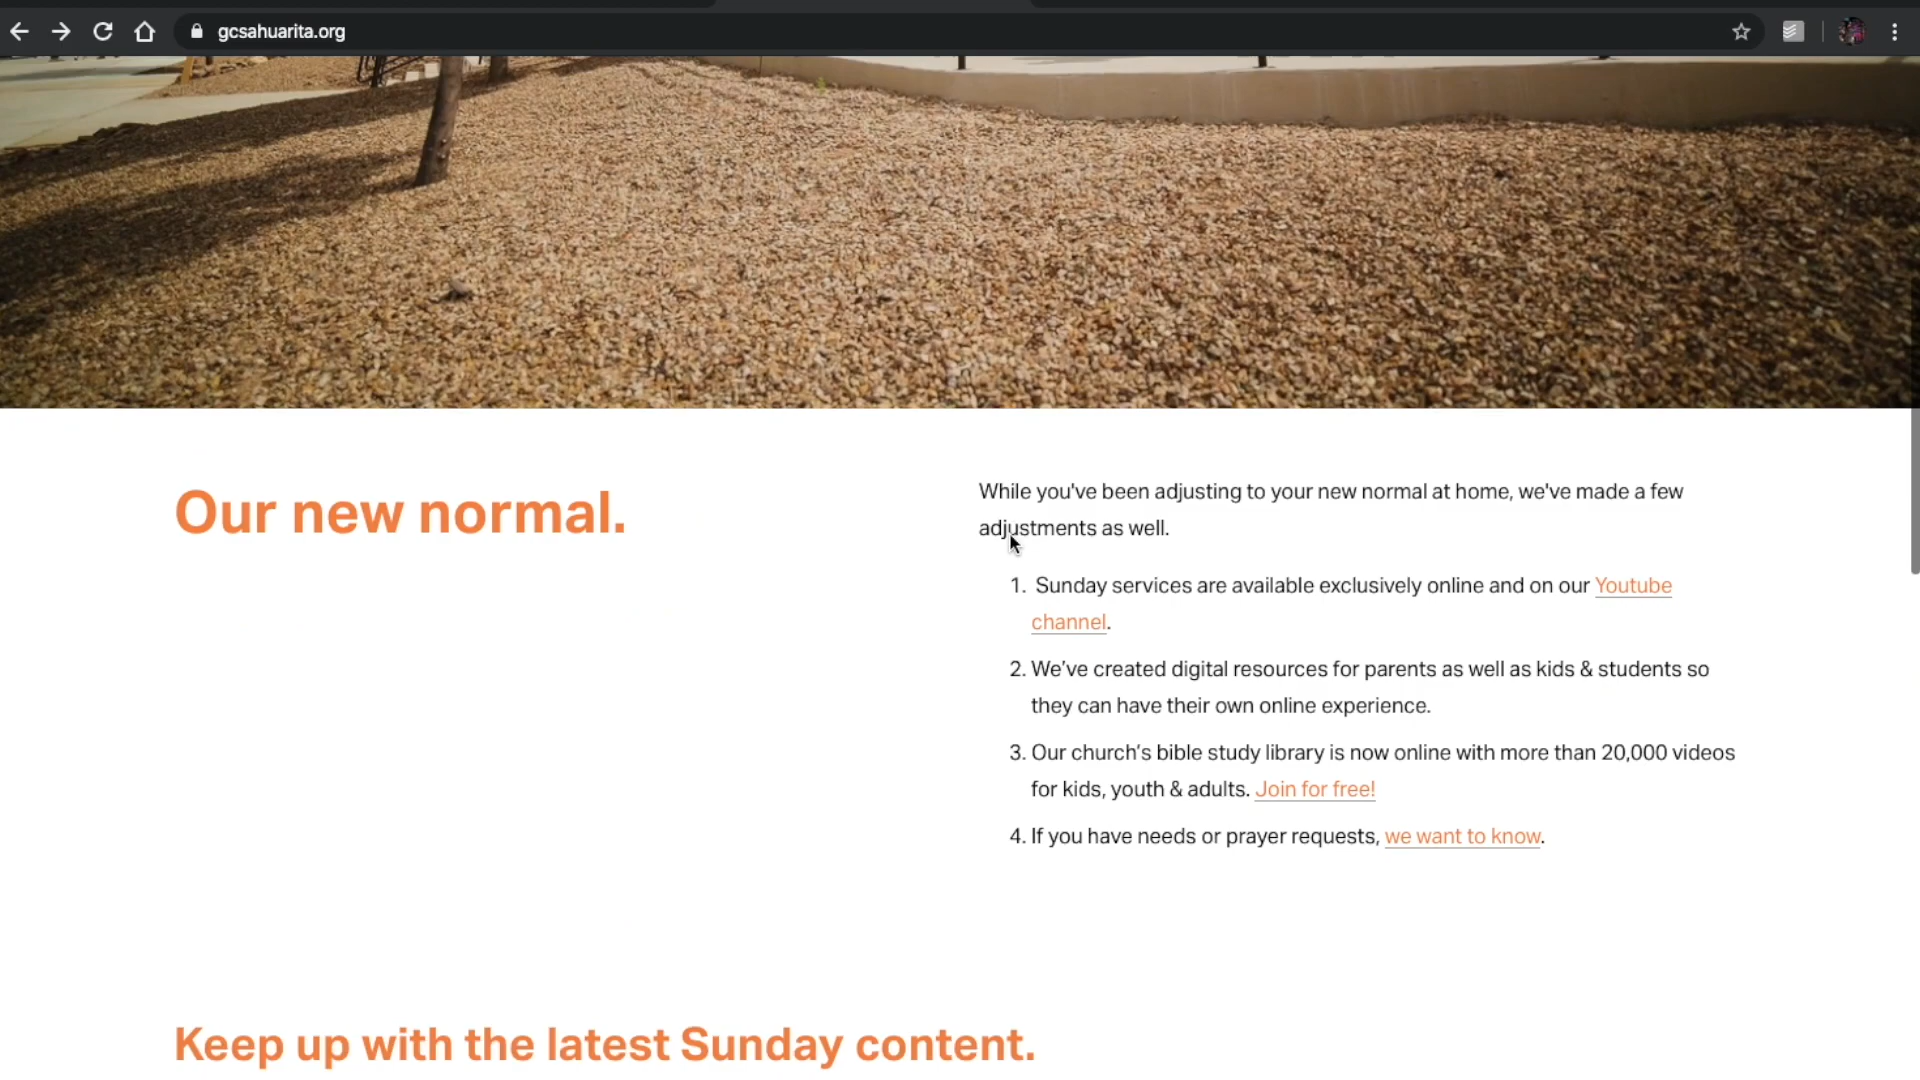 gcsahuarita.org
Our new normal.
While you've been adjusting to your new normal at home, we've made a few
adjustments as well.
1. Sunday services are available exclusively online and on our Youtube
channel.
2. We've created digital resources for parents as well as kids & students so
they can have their own online experience.
3. Our church's bible study library is now online with more than 20,000 videos
for kids, youth & adults. Join for free!
4. If you have needs or prayer requests, we want to know.
Keep up with the latest Sunday content.